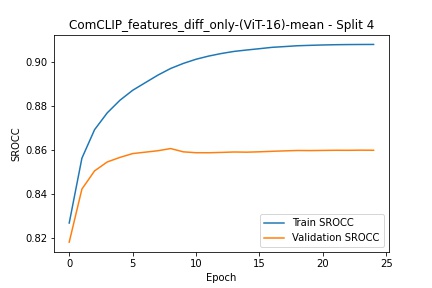 ComCLIP_features_diff_only-(ViT-16)-mean - Split 4
SROCC
0.90
0.88
0.86
0.84
0.82
0
5
10
15
20
25
Epoch
Train SROCC
Validation SROCC